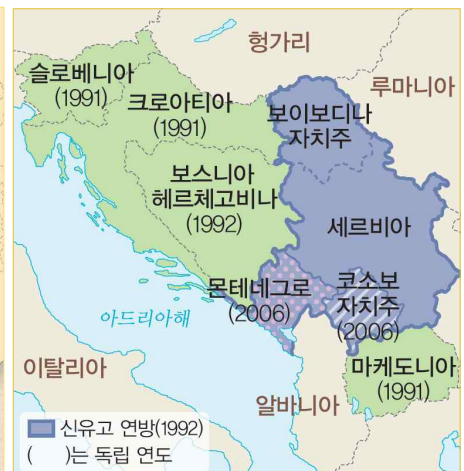 헝가리
슬로베니아
(1991)
루마니아
크로아티아
(1991)
보이보디나
자치주
보스니아
헤르체고비나
(1992)
세르비아
몬테네그로
(2006)
코소보
자치주
(2006)
아드리아해
이탈리아
마케도니아
(1991)
알바니아
신유고 연방(1992)
( )는 독립 연도